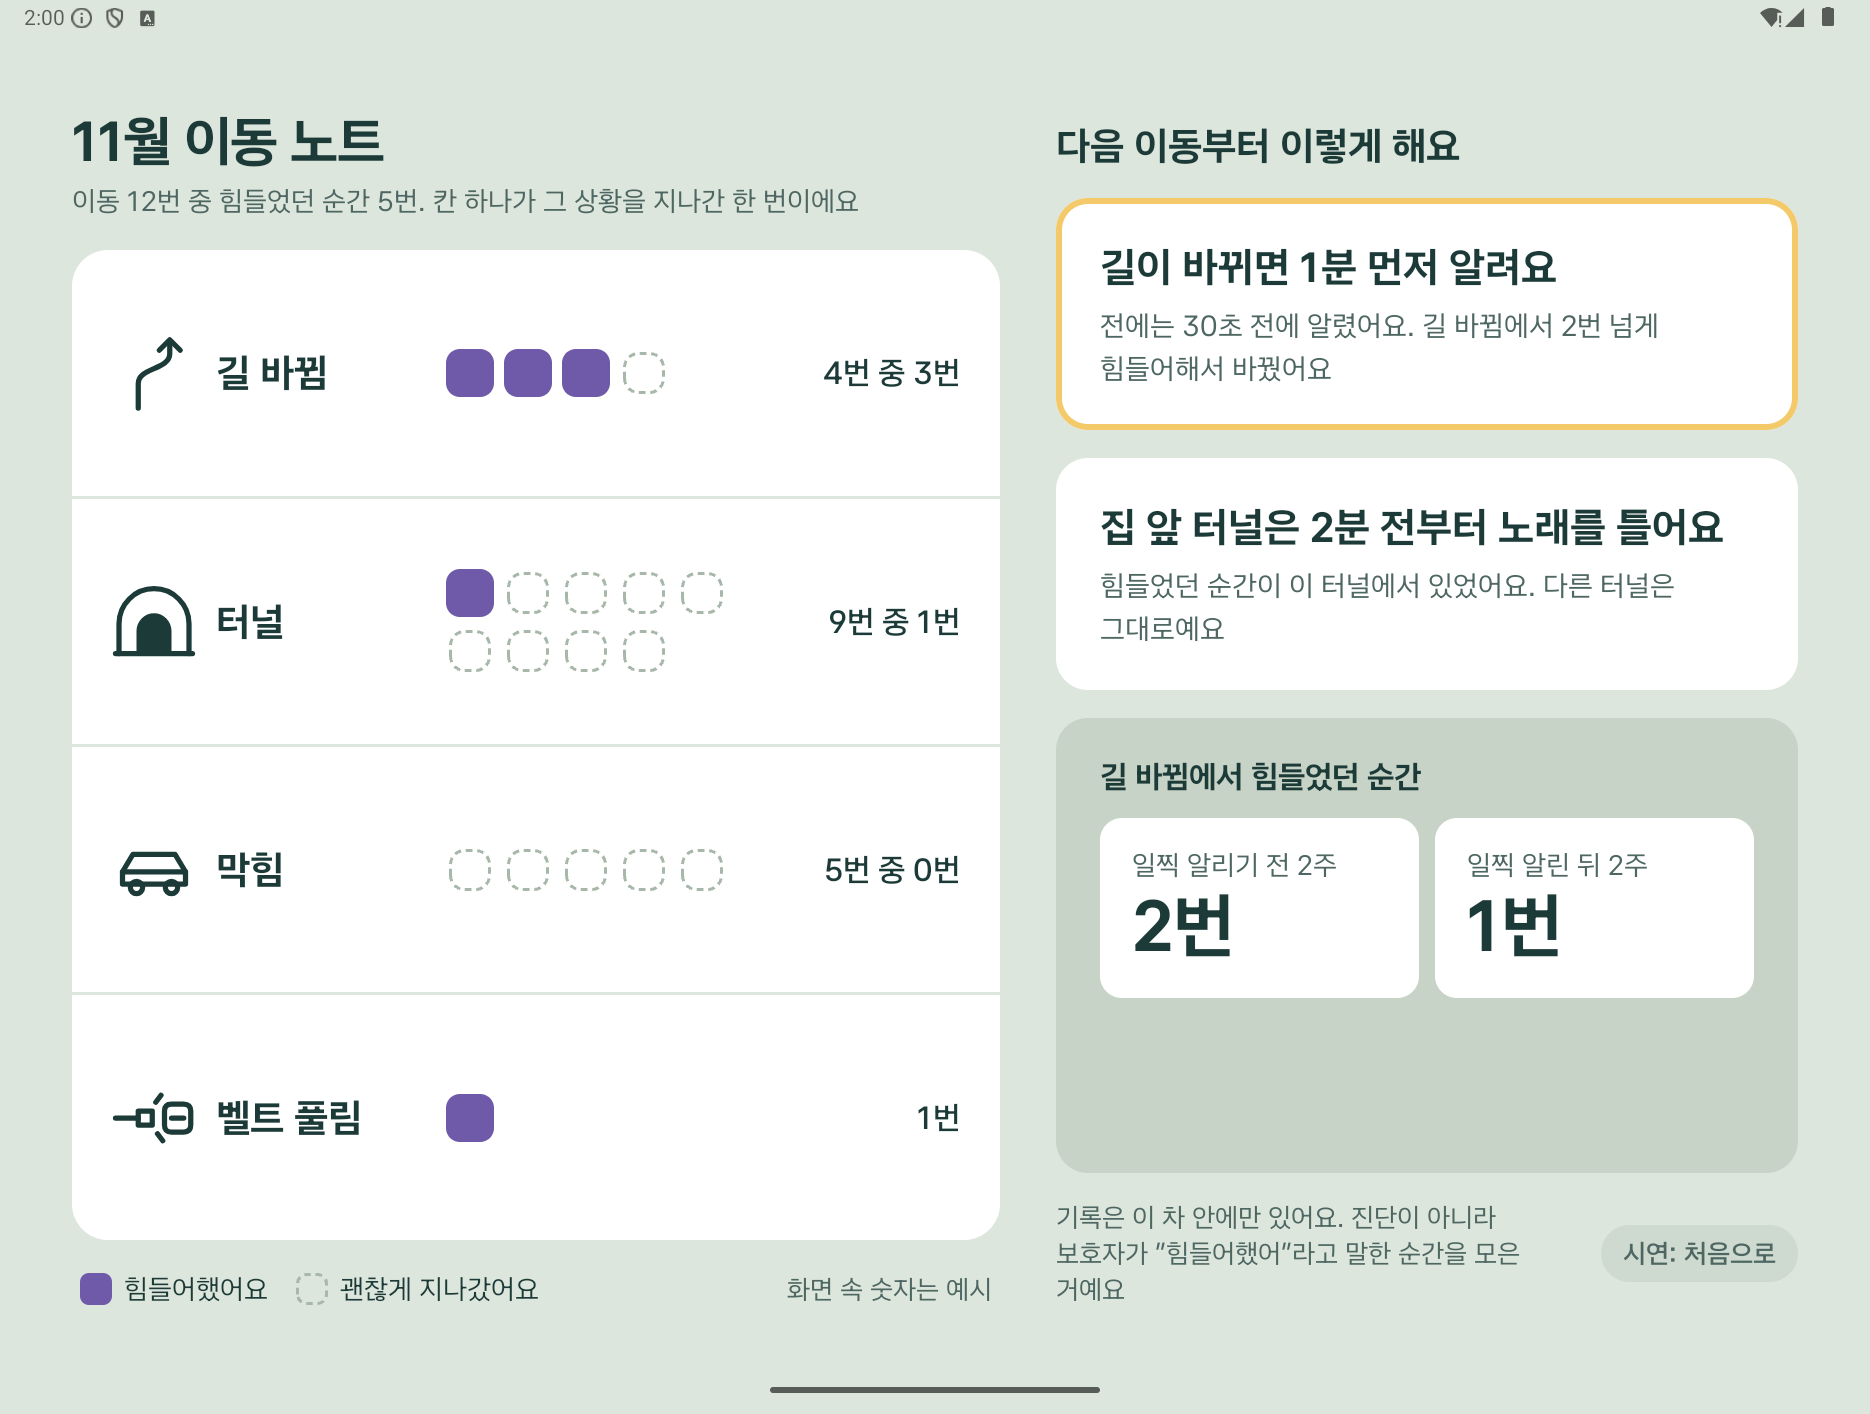 2:00
11월 이동 노트
이동 12번 중 힘들었던 순간 5번. 칸 하나가 그 상황을 지나간 한 번이에요
길 바뀜
4번 중 3번
터널
9번 중 1번
막힘
5번 중 0번
벨트 풀림
1번
힘들어했어요
괜찮게 지나갔어요
화면 속 숫자는 예시
다음 이동부터 이렇게 해요
길이 바뀌면 1분 먼저 알려요
전에는 30초 전에 알렸어요. 길 바뀜에서 2번 넘게
힘들어해서 바꿨어요
집 앞 터널은 2분 전부터 노래를 틀어요
힘들었던 순간이 이 터널에서 있었어요. 다른 터널은
그대로예요
길 바뀜에서 힘들었던 순간
일찍 알리기 전 2주
2번
일찍 알린 뒤 2주
1번
기록은 이 차 안에만 있어요. 진단이 아니라
보호자가 "힘들어했어"라고 말한 순간을 모은
거예요
시연: 처음으로